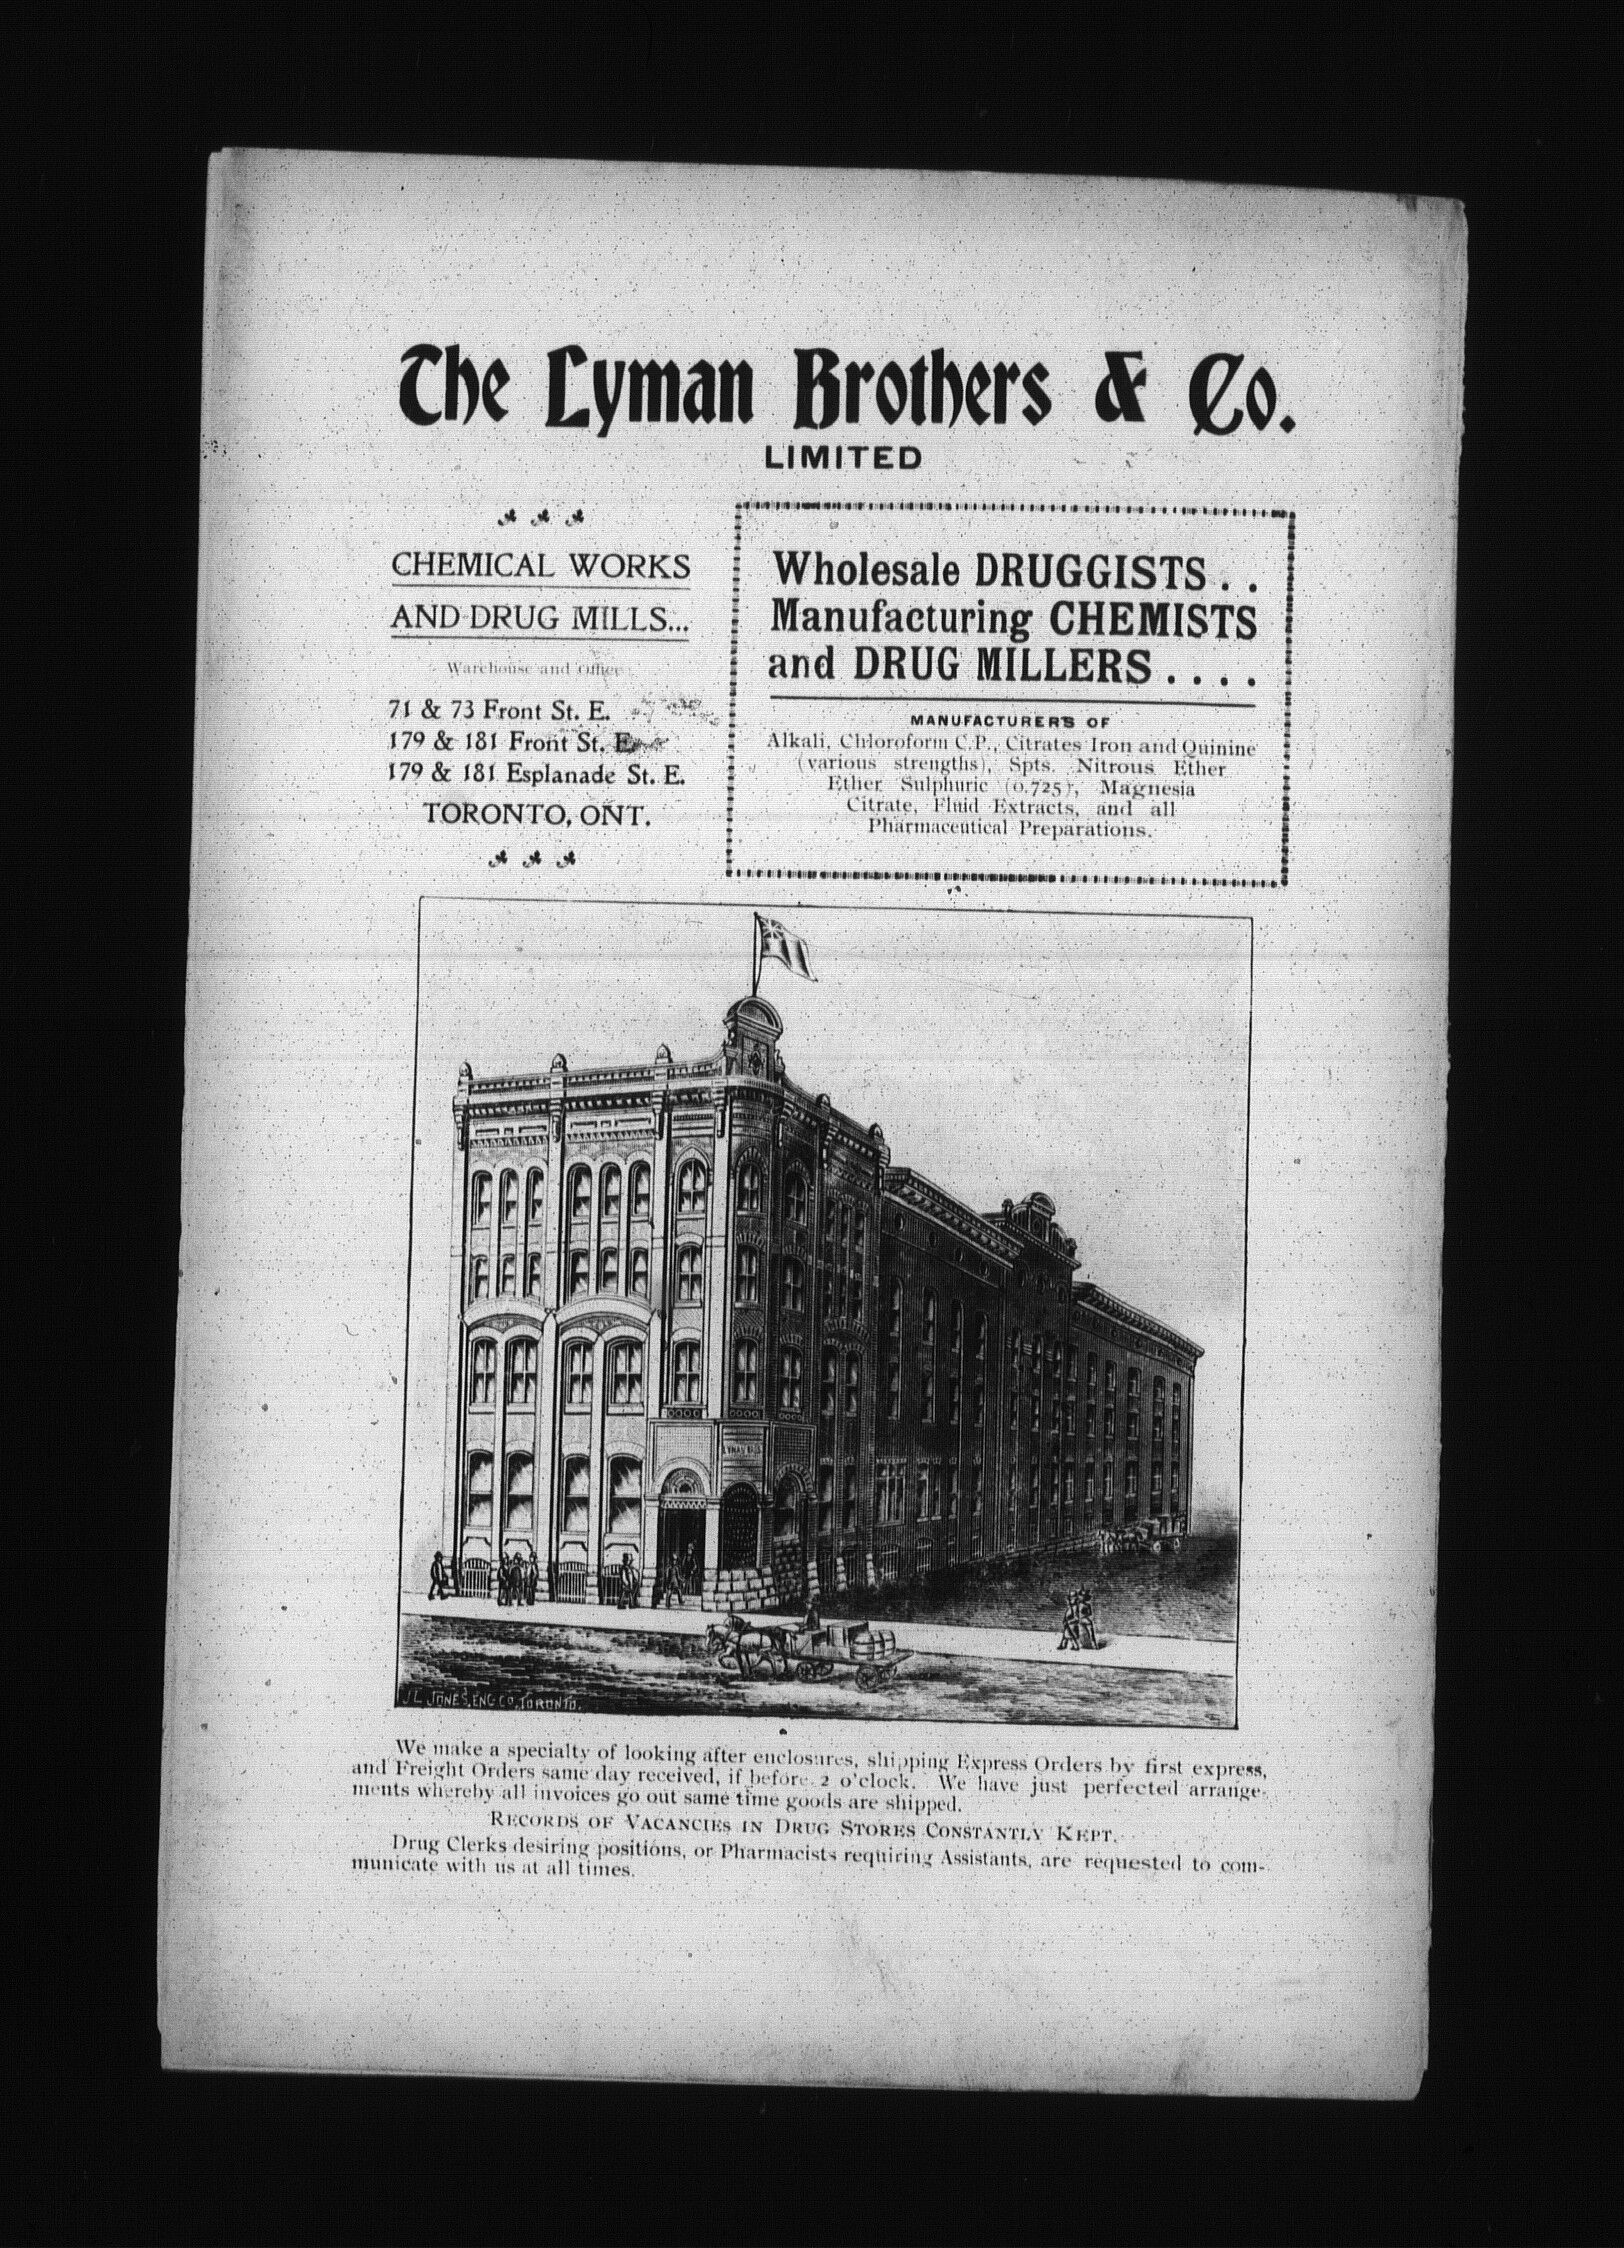 The Lyman Brothers & Co.
LIMITED
CHEMICAL WORKS
AND DRUG MILLS...
Warehouse and Office
71 & 73 Front St. E.
179 & 181 Front St. E.
179 & 181 Esplanade St. E.
TORONTO, ONT.
Wholesale DRUGGISTS . .
Manufacturing CHEMISTS
and DRUG MILLERS . . . .
MANUFACTURERS OF
Alkali, Chloroform C.P., Citrates Iron and Quinine
(various strengths), Spts. Nitrous Ether
Ether Sulphuric (0.725), Magnesia
Citrate, Fluid Extracts, and all
Pharmaceutical Preparations.
LYMAN BROS
J.L. JONES, ENG CO, TORONTO.
We make a specialty of looking after enclosures, shipping Express Orders by first express,
and Freight Orders same day received, if before 2 o'clock. We have just perfected arrange-
ments whereby all invoices go out same time goods are shipped.
RECORDS OF VACANCIES IN DRUG STORES CONSTANTLY KEPT.
Drug Clerks desiring positions, or Pharmacists requiring Assistants, are requested to com-
municate with us at all times.